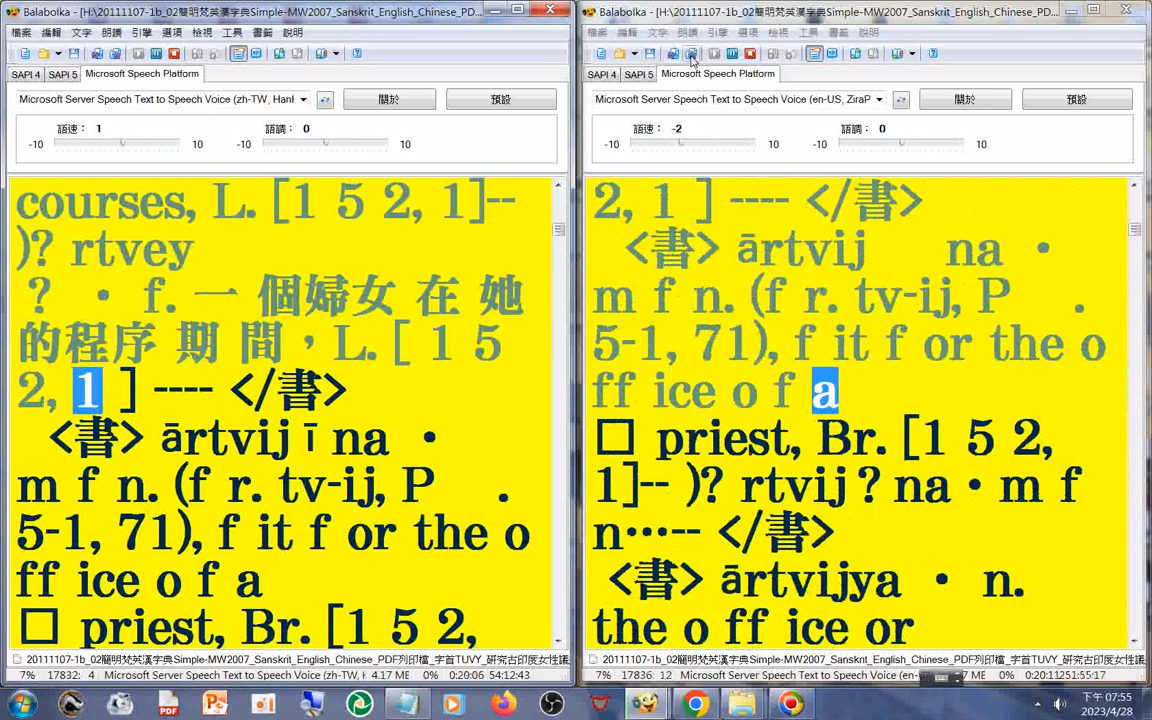 Balabolka - [H:\20111107-1b_02簡明梵英漢字典Simple-MW2007_Sanskrit_English_Chinese_PD...
檔案 編輯 文字 朗讀 引擎 選項 檢視 工具 書籤 說明
SAPI 4 SAPI 5 Microsoft Speech Platform
Microsoft Server Speech Text to Speech Voice (zh-TW, HanI 關於 預設
語速： 1 語調： 0
-10 10 -10 10
courses, L. [1 5 2, 1]--
)? rtvey
? • f. 一 個婦女 在 她
的程序 期 間，L. [ 1 5
2, 1 ] ---- </書>
<書> ārtvij ī na •
m f n. (f r. tv-ij, P .
5-1, 71), f it f or the o
ff ice o f a
□ priest, Br. [1 5 2,
20111107-1b_02簡明梵英漢字典Simple-MW2007_Sanskrit_English_Chinese_PDF列印檔_字首TUVY_研究古印度女性議
7% 17832: 4 Microsoft Server Speech Text to Speech Voice (zh-TW, I 4.17 ME 0% 0:20:06 54:12:43
Balabolka - [H:\20111107-1b_02簡明梵英漢字典Simple-MW2007_Sanskrit_English_Chinese_PD...
檔案 編輯 文字 朗讀 引擎 選項 檢視 工具 書籤 說明
SAPI 4 SAPI 5 Microsoft Speech Platform
Microsoft Server Speech Text to Speech Voice (en-US, ZiraP 關於 預設
語速： -2 語調： 0
-10 10 -10 10
2, 1 ] ---- </書>
<書> ārtvij na •
m f n. (f r. tv-ij, P .
5-1, 71), f it f or the o
ff ice o f a
□ priest, Br. [1 5 2,
1]-- )? rtvij ? na • m f
n…-- </書>
<書> ārtvijya • n.
the o ff ice or
20111107-1b_02簡明梵英漢字典Simple-MW2007_Sanskrit_English_Chinese_PDF列印檔_字首TUVY_研究古印度女性議
7% 17836: 12 Microsoft Server Speech Text to Speech Voice (en- 4.17 ME 0% 0:20:11 251:55:17
下午 07:55
2023/4/28